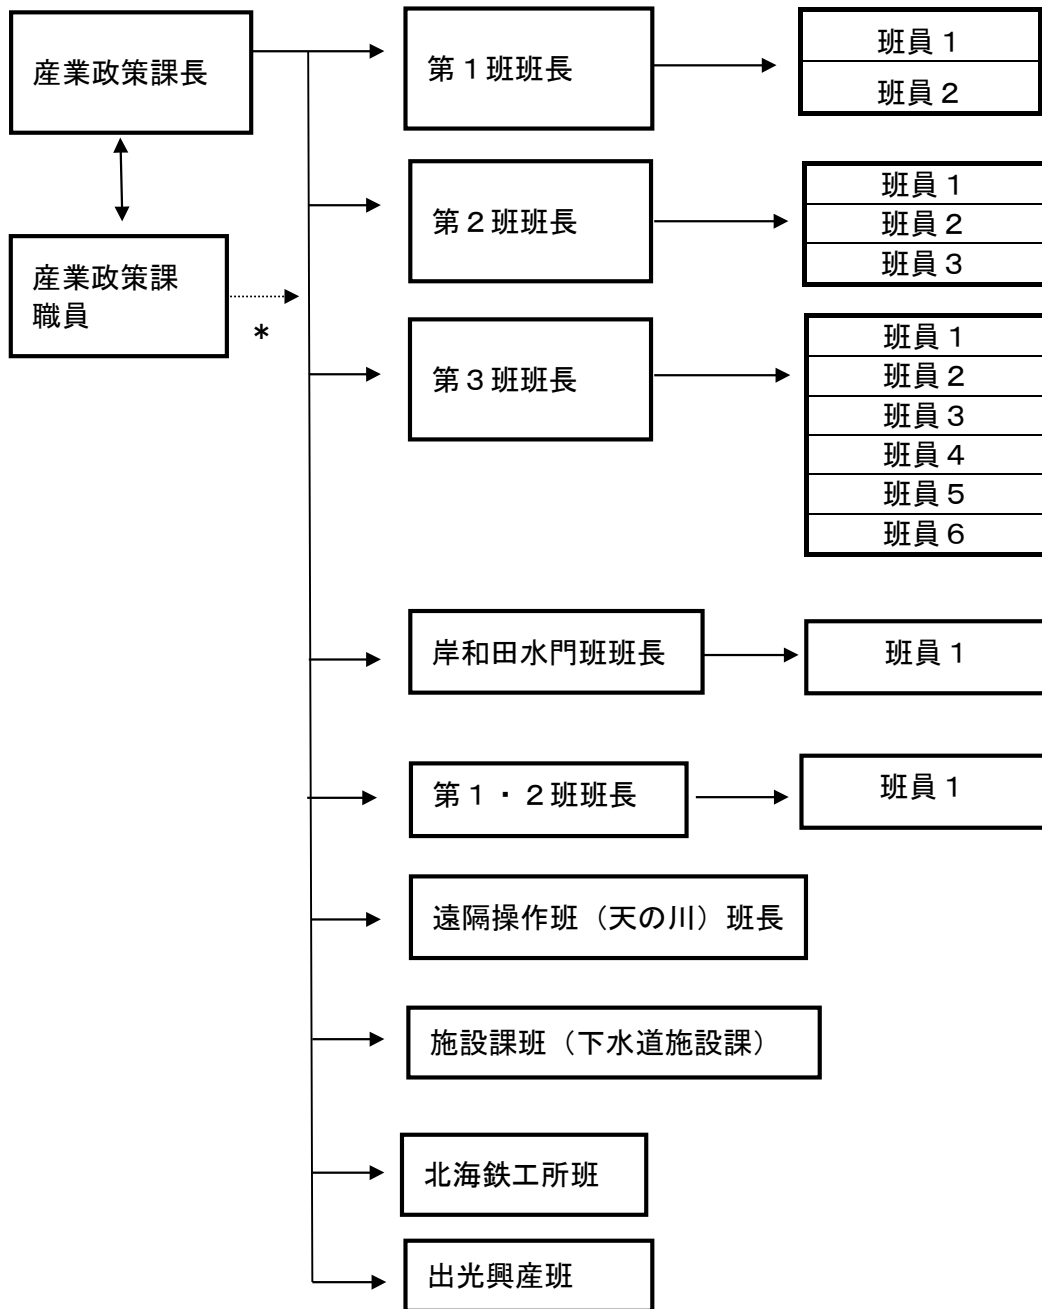 産業政策課長
産業政策課
職員
*
第１班班長
班員１
班員２
第２班班長
班員１
班員２
班員３
第３班班長
班員１
班員２
班員３
班員４
班員５
班員６
岸和田水門班班長
班員１
第１・２班班長
班員１
遠隔操作班（天の川）班長
施設課班（下水道施設課）
北海鉄工所班
出光興産班